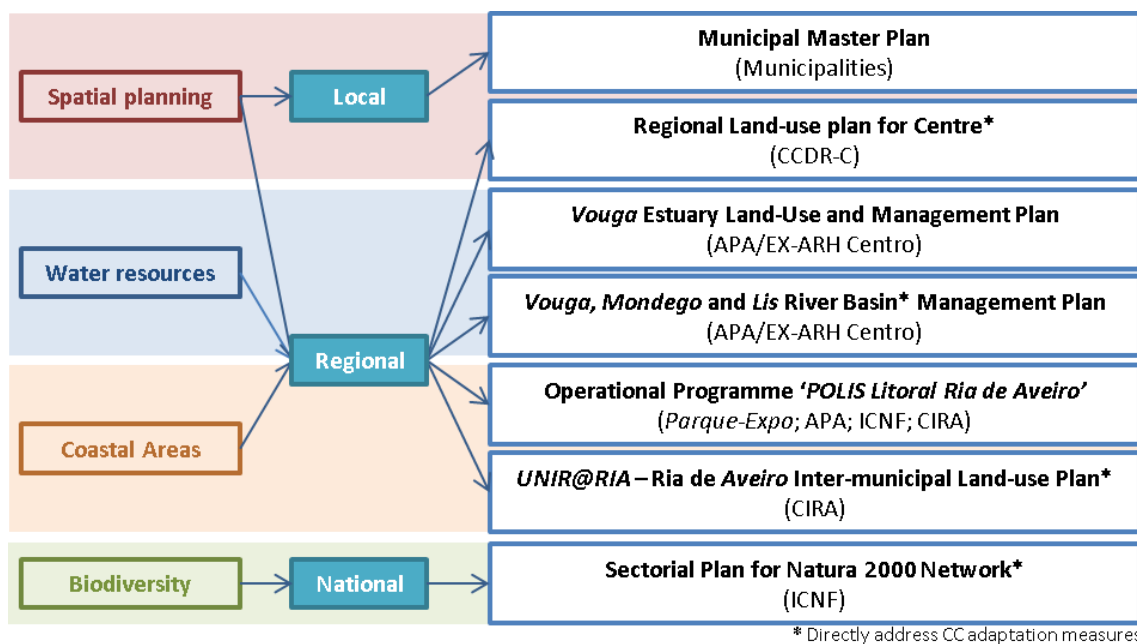 Municipal Master Plan
(Municipalities)
Spatial planning
Local
Regional Land-use plan for Centre*
(CCDR-C)
Vouga Estuary Land-Use and Management Plan
(APA/EX-ARH Centro)
Water resources
Vouga, Mondego and Lis River Basin* Management Plan
(APA/EX-ARH Centro)
Regional
Operational Programme ‘POLIS Litoral Ria de Aveiro’
(Parque-Expo; APA; ICNF; CIRA)
Coastal Areas
UNIR@RIA – Ria de Aveiro Inter-municipal Land-use Plan*
(CIRA)
Biodiversity
National
Sectorial Plan for Natura 2000 Network*
(ICNF)
* Directly address CC adaptation measures